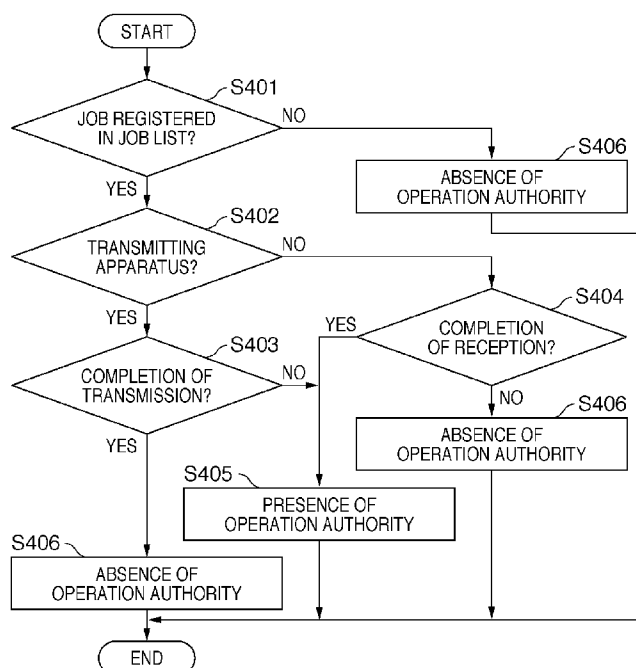 START
S401
JOB REGISTERED
IN JOB LIST?
NO
YES
S406
ABSENCE OF
OPERATION AUTHORITY
S402
TRANSMITTING
APPARATUS?
NO
YES
S404
COMPLETION
OF RECEPTION?
YES
NO
S403
COMPLETION OF
TRANSMISSION?
NO
YES
S406
ABSENCE OF
OPERATION AUTHORITY
S405
PRESENCE OF
OPERATION AUTHORITY
S406
ABSENCE OF
OPERATION AUTHORITY
END